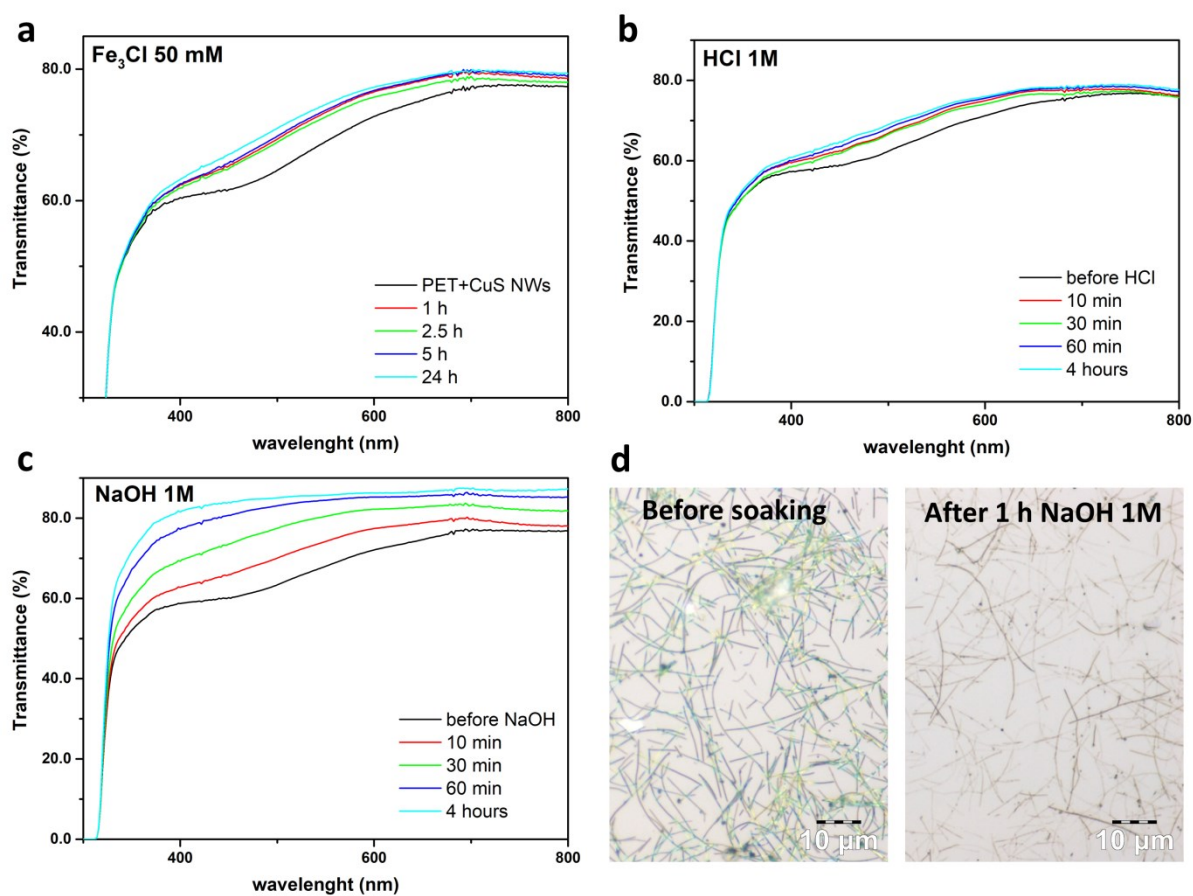 a
Fe₃Cl 50 mM
80.0
60.0
40.0
Transmittance (%)
PET+CuS NWs
1 h
2.5 h
5 h
24 h
400
600
800
wavelenght (nm)
b
HCl 1M
80.0
60.0
40.0
20.0
0.0
Transmittance (%)
before HCl
10 min
30 min
60 min
4 hours
400
600
800
wavelenght (nm)
c
NaOH 1M
80.0
60.0
40.0
20.0
0.0
Transmittance (%)
before NaOH
10 min
30 min
60 min
4 hours
400
600
800
wavelenght (nm)
d
Before soaking
10 µm
After 1 h NaOH 1M
10 µm